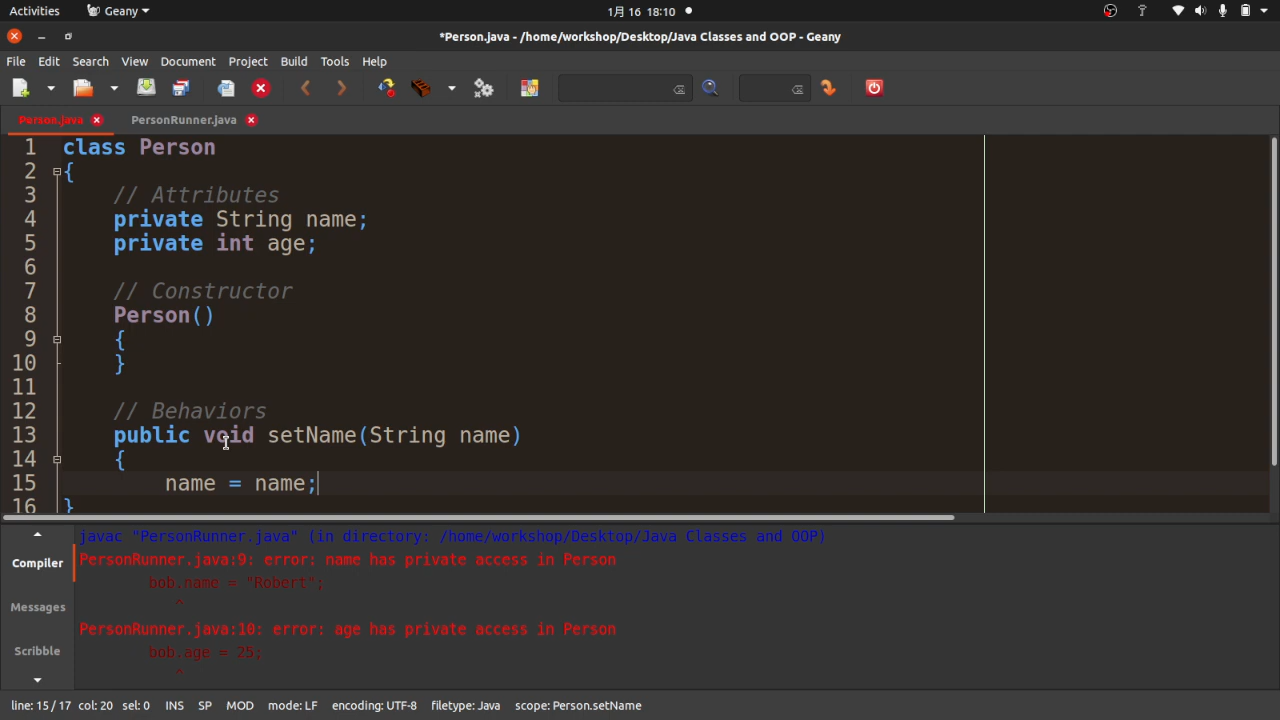 Activities Geany 1月 16 18:10
*Person.java - /home/workshop/Desktop/Java Classes and OOP - Geany
File Edit Search View Document Project Build Tools Help
Person.java PersonRunner.java
1 class Person
2 {
3 // Attributes
4 private String name;
5 private int age;
6
7 // Constructor
8 Person()
9 {
10 }
11
12 // Behaviors
13 public void setName(String name)
14 {
15 name = name;
16 }
Compiler
Messages
Scribble
javac "PersonRunner.java" (in directory: /home/workshop/Desktop/Java Classes and OOP)
PersonRunner.java:9: error: name has private access in Person
bob.name = "Robert";
^
PersonRunner.java:10: error: age has private access in Person
bob.age = 25;
^
line: 15 / 17 col: 20 sel: 0 INS SP MOD mode: LF encoding: UTF-8 filetype: Java scope: Person.setName